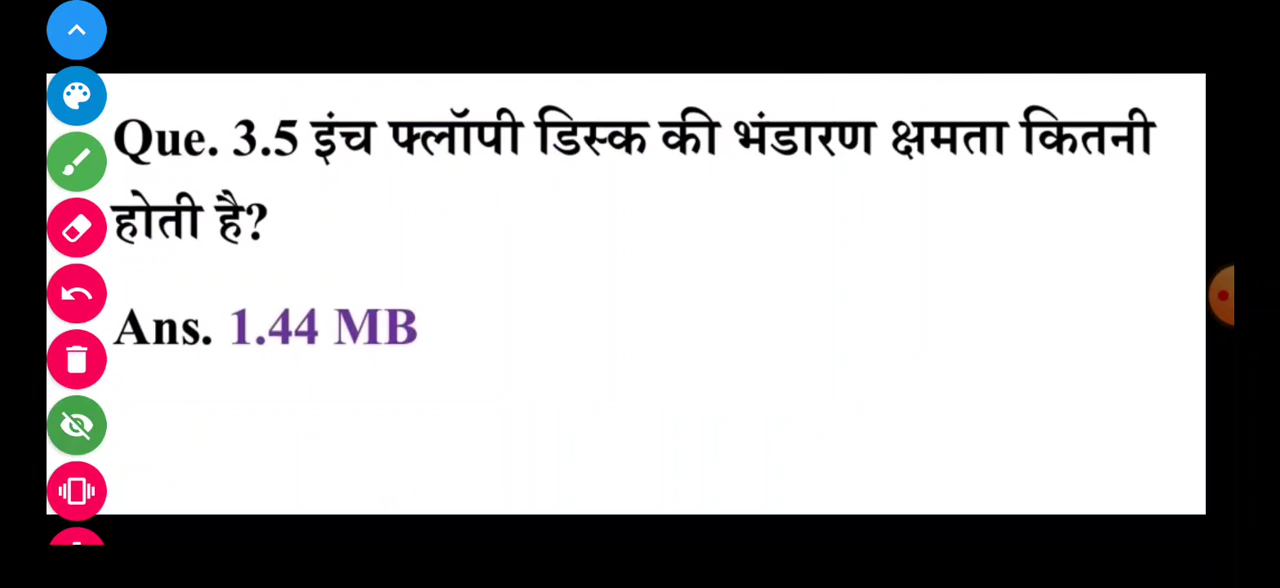 Que. 3.5 इंच फ्लॉपी डिस्क की भंडारण क्षमता कितनी
होती है?
Ans. 1.44 MB